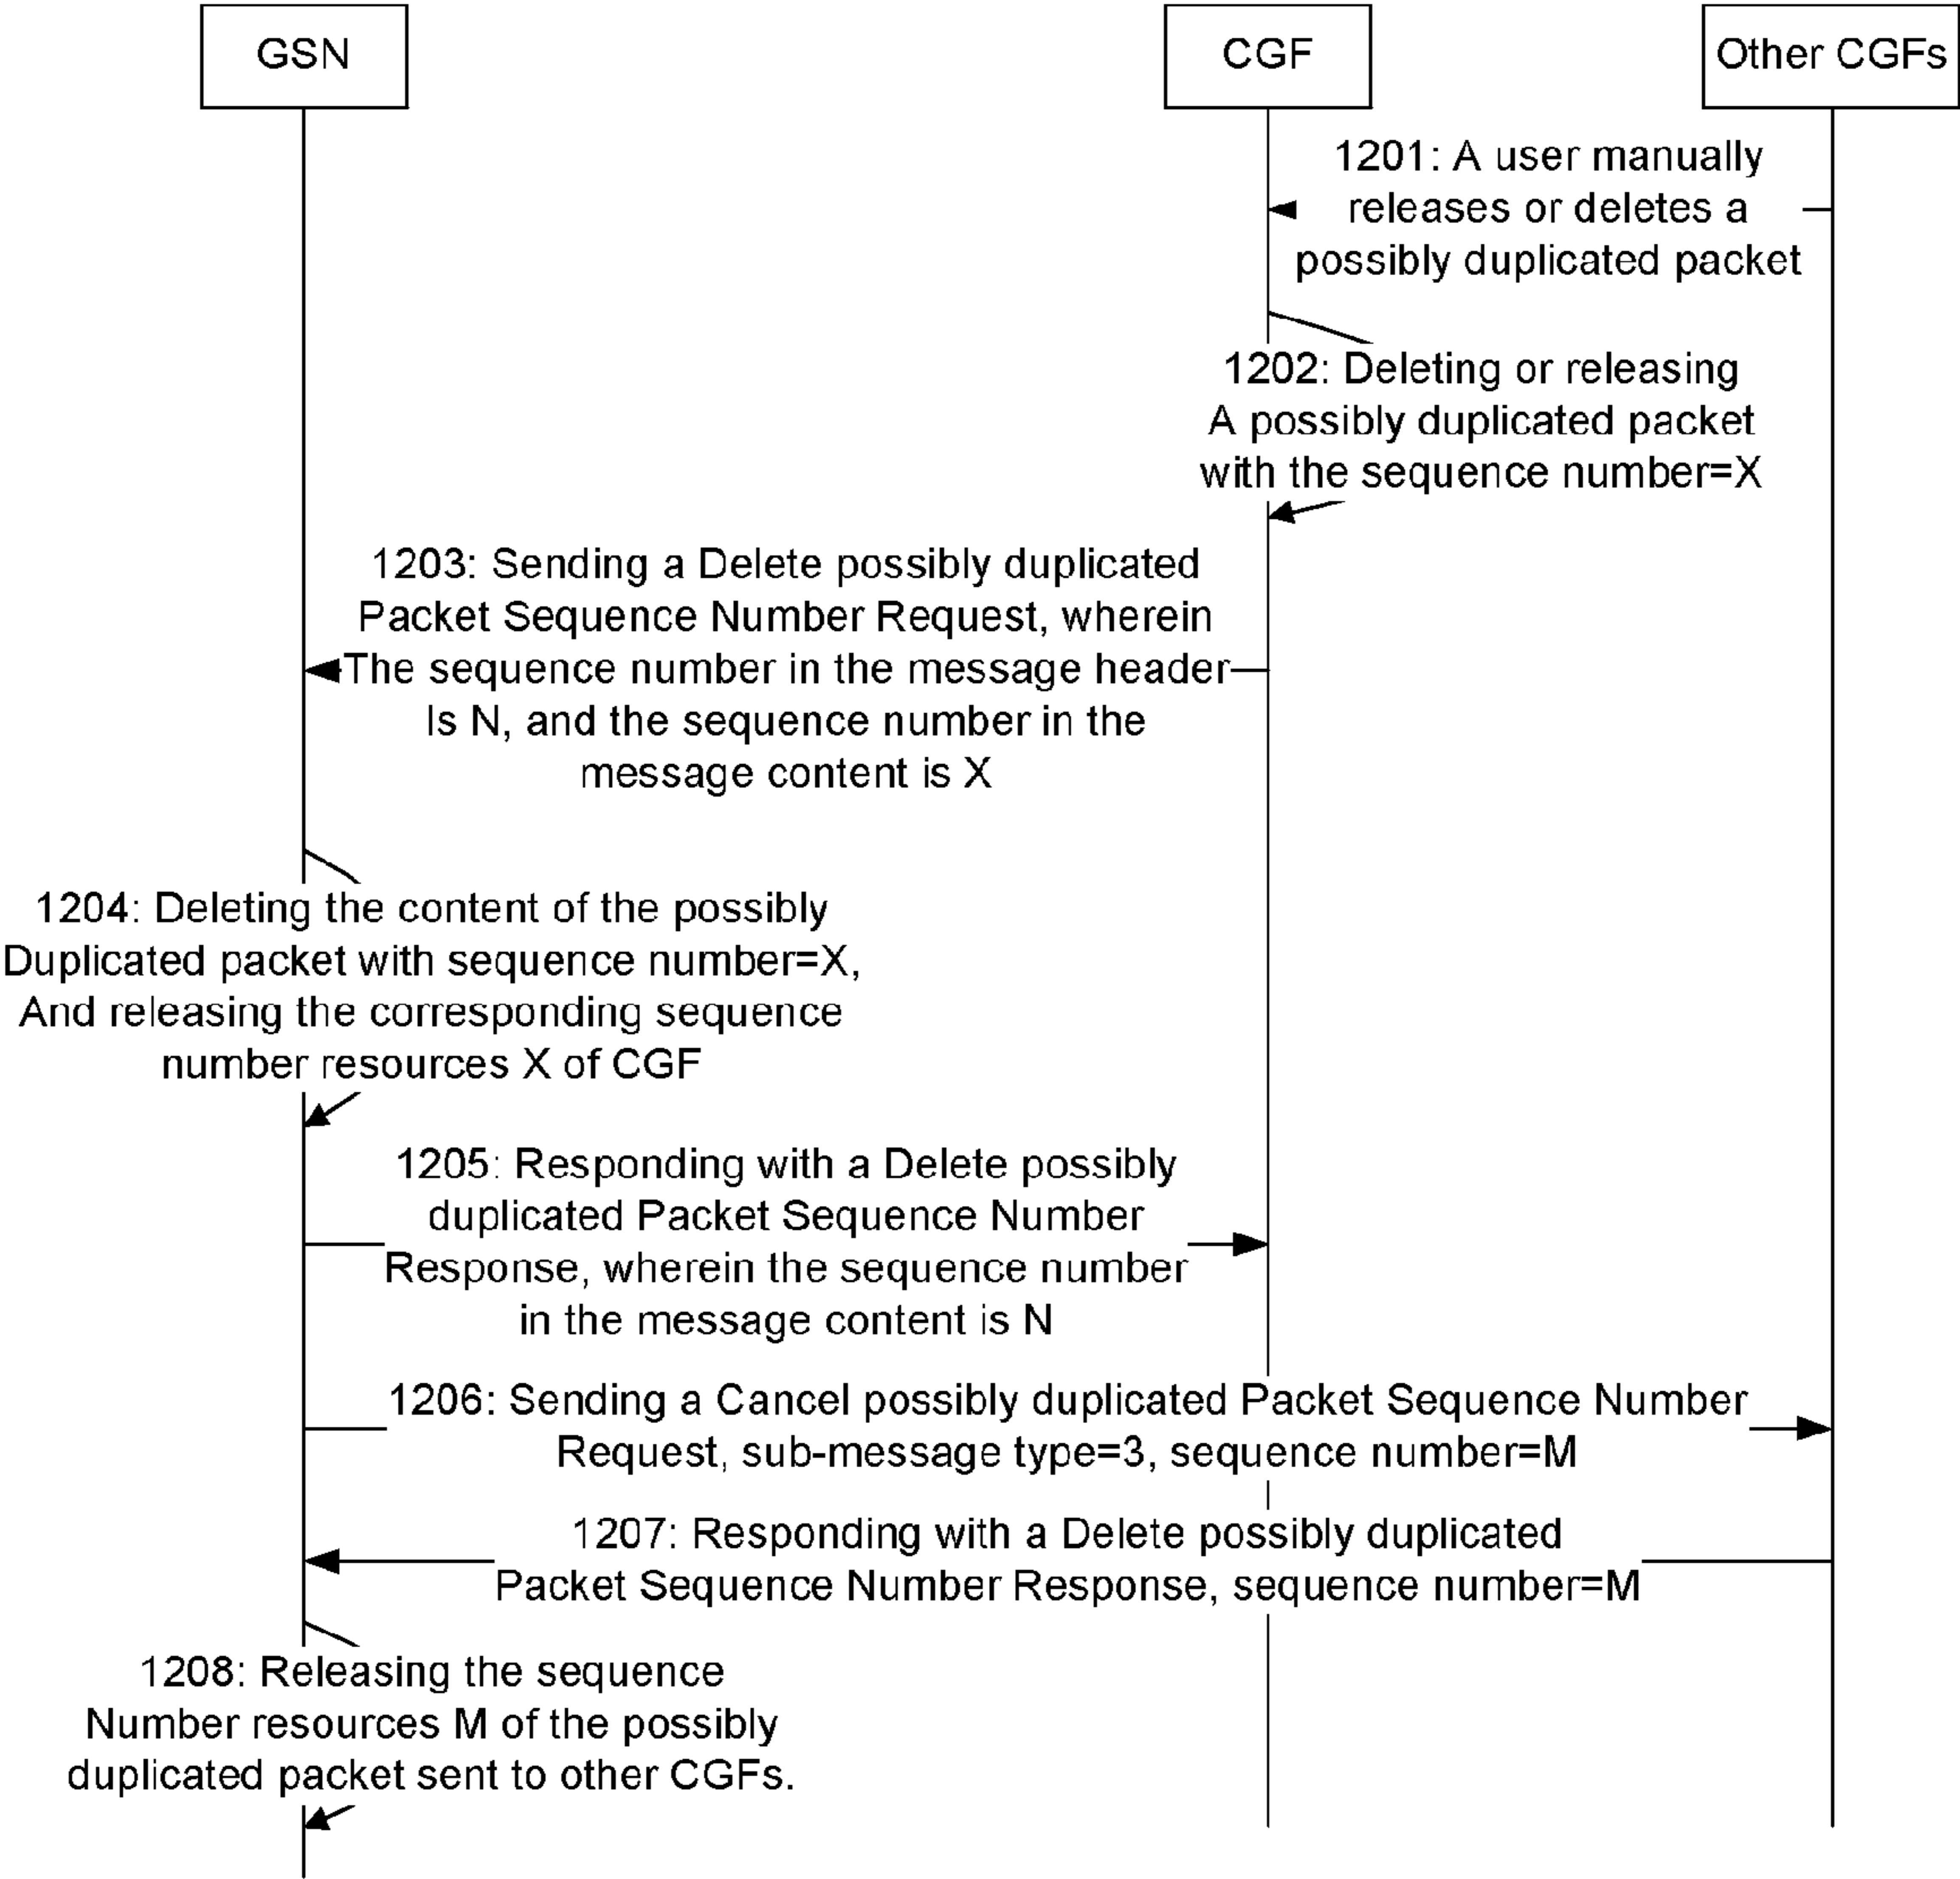 GSN
CGF
Other CGFs
1201: A user manually
releases or deletes a
possibly duplicated packet
1202: Deleting or releasing
A possibly duplicated packet
with the sequence number=X
1203: Sending a Delete possibly duplicated
Packet Sequence Number Request, wherein
The sequence number in the message header
Is N, and the sequence number in the
message content is X
1204: Deleting the content of the possibly
Duplicated packet with sequence number=X,
And releasing the corresponding sequence
number resources X of CGF
1205: Responding with a Delete possibly
duplicated Packet Sequence Number
Response, wherein the sequence number
in the message content is N
1206: Sending a Cancel possibly duplicated Packet Sequence Number
Request, sub-message type=3, sequence number=M
1207: Responding with a Delete possibly duplicated
Packet Sequence Number Response, sequence number=M
1208: Releasing the sequence
Number resources M of the possibly
duplicated packet sent to other CGFs.